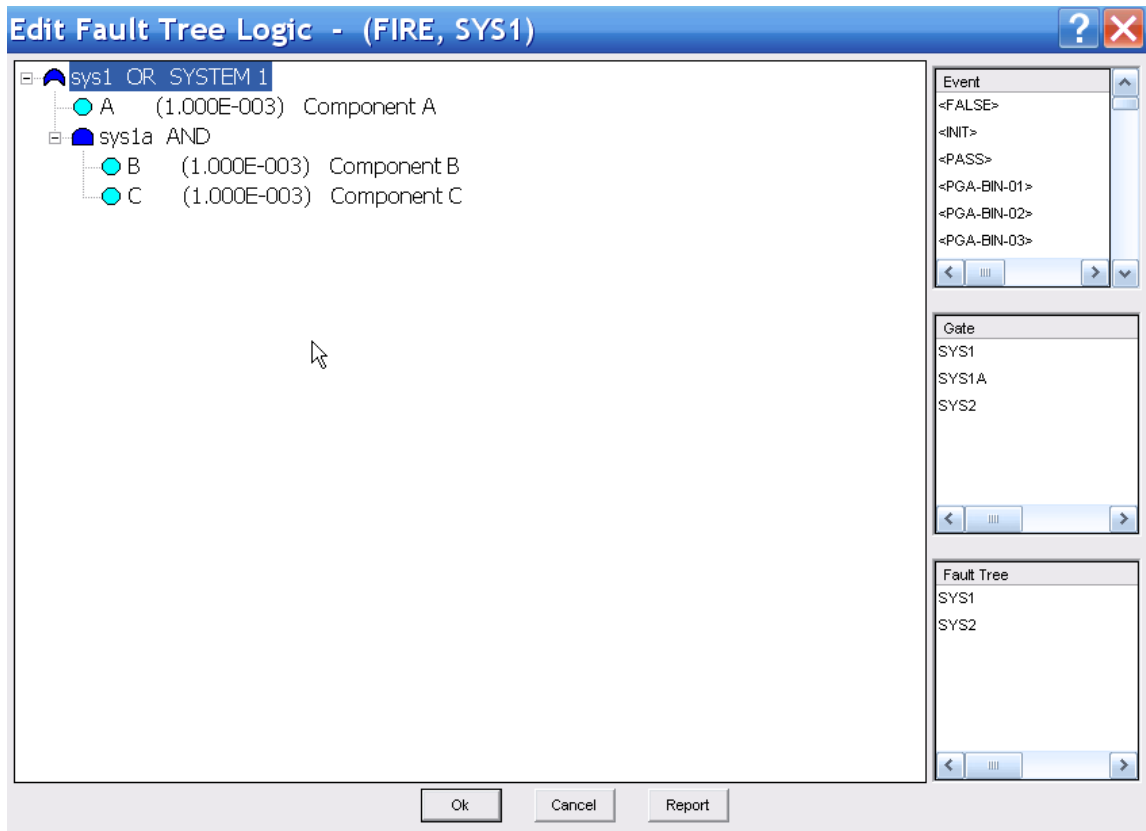 Edit Fault Tree Logic - (FIRE, SYS1)
sys1 OR SYSTEM 1
A (1.000E-003) Component A
sys1a AND
B (1.000E-003) Component B
C (1.000E-003) Component C
Event
<FALSE>
<INIT>
<PASS>
<PGA-BIN-01>
<PGA-BIN-02>
<PGA-BIN-03>
Gate
SYS1
SYS1A
SYS2
Fault Tree
SYS1
SYS2
Ok Cancel Report